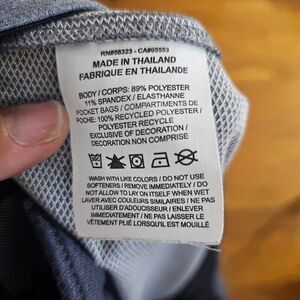 RN#56323 - CA#05553
MADE IN THAILAND
FABRIQUE EN THAILANDE
BODY / CORPS: 89% POLYESTER
11% SPANDEX / ELASTHANNE
POCKET BAGS / COMPARTIMENTS DE
POCHE: 100% RECYCLED POLYESTER /
POLYESTER RECYCLE
EXCLUSIVE OF DECORATION /
DECORATION NON COMPRISE
WASH WITH LIKE COLORS / DO NOT USE
SOFTENERS / REMOVE IMMEDIATELY / DO
NOT ALLOW TO LAY ON ITSELF WHEN WET
LAVER AVEC COULEURS SIMILAIRES / NE PAS
UTILISER D'ADOUCISSEUR / ENLEVER
IMMEDIATEMENT / NE PAS LAISSER LE
VÊTEMENT PLIÉ LORSQU'IL EST MOUILLÉ